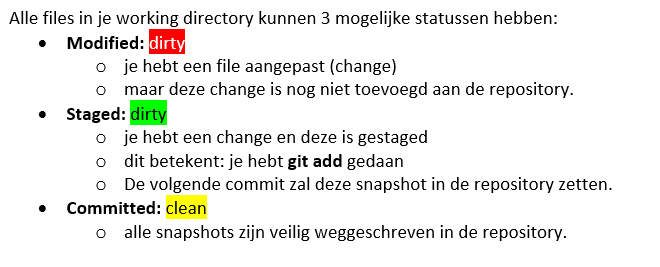 Alle files in je working directory kunnen 3 mogelijke statussen hebben:
• Modified: dirty
o je hebt een file aangepast (change)
o maar deze change is nog niet toevoegd aan de repository.
• Staged: dirty
o je hebt een change en deze is gestaged
o dit betekent: je hebt git add gedaan
o De volgende commit zal deze snapshot in de repository zetten.
• Committed: clean
o alle snapshots zijn veilig weggeschreven in de repository.